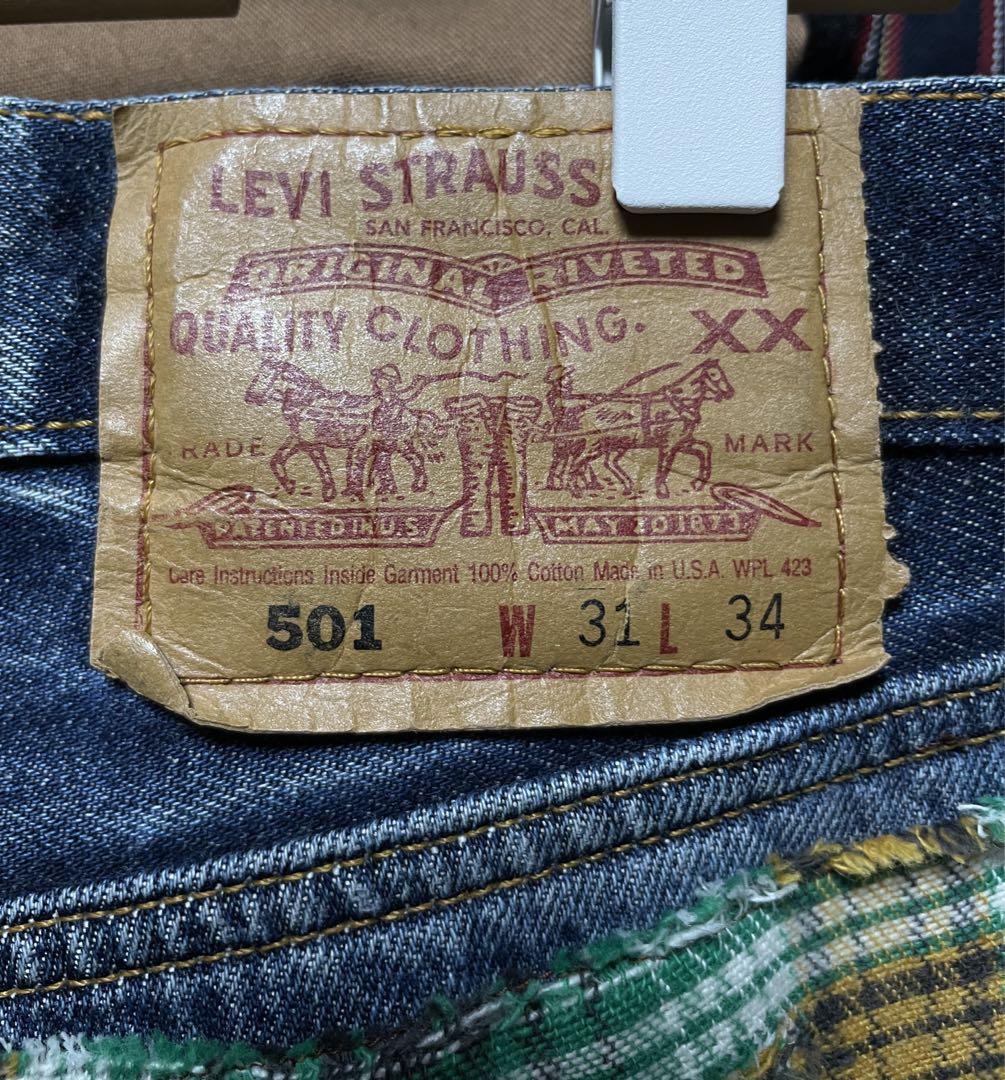 LEVI STRAUSS
SAN FRANCISCO, CAL.
ORIGINAL RIVETED
QUALITY CLOTHING. XX
RADE MARK
PATENTED IN U.S. MAY 20 1873
Care Instructions Inside Garment 100% Cotton Made in U.S.A. WPL 423
501 W 31 L 34